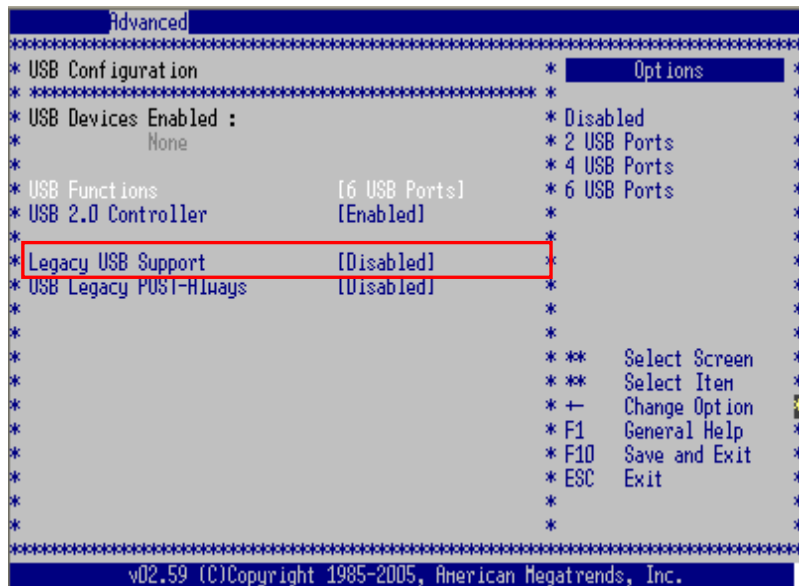 Advanced
USB Configuration
Options
USB Devices Enabled :
None
Disabled
2 USB Ports
4 USB Ports
6 USB Ports
USB Functions [6 USB Ports]
USB 2.0 Controller [Enabled]
Legacy USB Support [Disabled]
USB Legacy POST-Always [Disabled]
** Select Screen
** Select Item
+- Change Option
F1 General Help
F10 Save and Exit
ESC Exit
v02.59 (C)Copyright 1985-2005, American Megatrends, Inc.